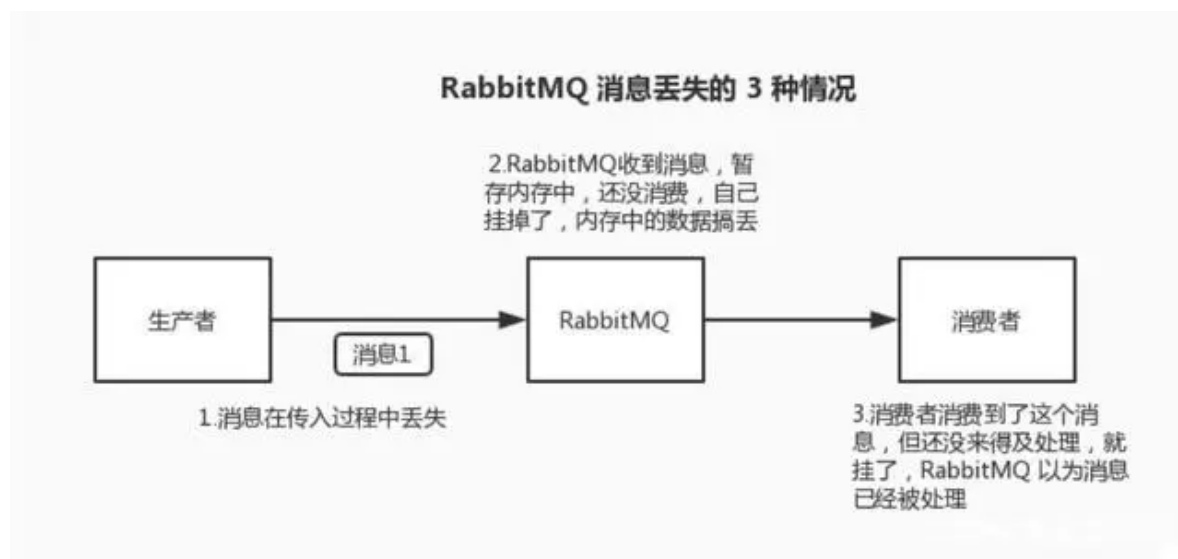 RabbitMQ 消息丢失的 3 种情况
2.RabbitMQ收到消息，暂
存内存中，还没消费，自己
挂掉了，内存中的数据搞丢
生产者
RabbitMQ
消费者
消息1
1.消息在传入过程中丢失
3.消费者消费到了这个消
息，但还没来得及处理，就
挂了，RabbitMQ 以为消息
已经被处理